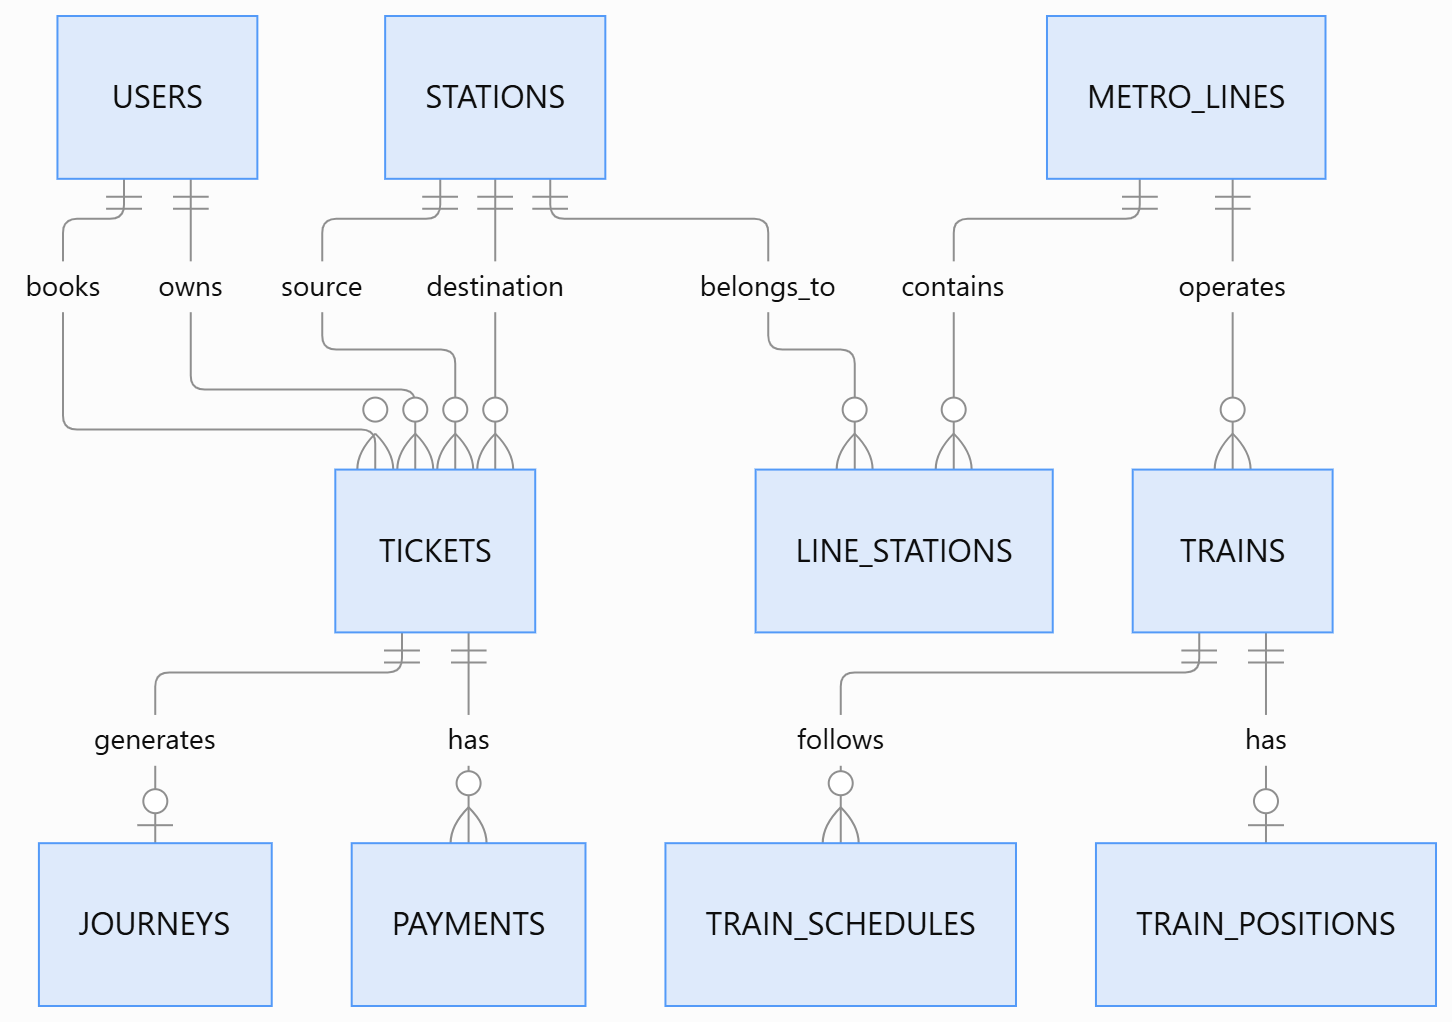 USERS
STATIONS
METRO_LINES
books
owns
source
destination
belongs_to
contains
operates
TICKETS
LINE_STATIONS
TRAINS
generates
has
follows
has
JOURNEYS
PAYMENTS
TRAIN_SCHEDULES
TRAIN_POSITIONS